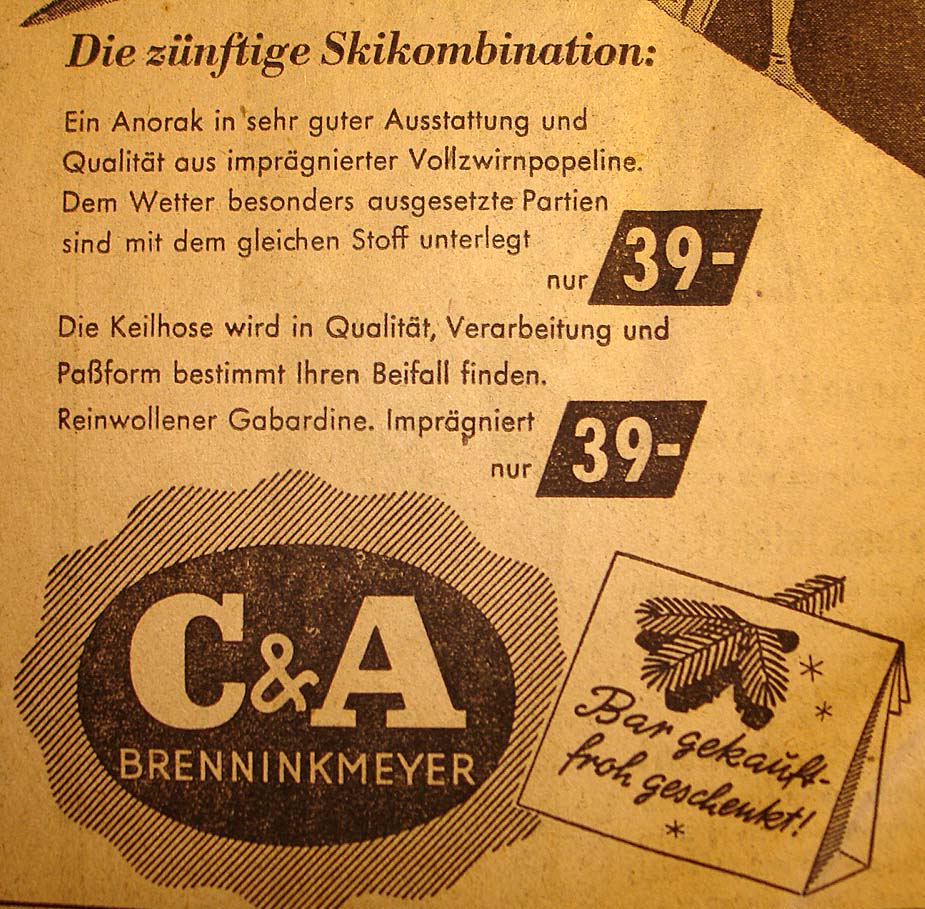 Die zünftige Skikombination:
Ein Anorak in sehr guter Ausstattung und
Qualität aus imprägnierter Vollzwirnpopeline.
Dem Wetter besonders ausgesetzte Partien
sind mit dem gleichen Stoff unterlegt
nur 39-
Die Keilhose wird in Qualität, Verarbeitung und
Paßform bestimmt Ihren Beifall finden.
Reinwollener Gabardine. Imprägniert
nur 39-
C&A
BRENNINKMEYER
Bar gekauft-
froh geschenkt!